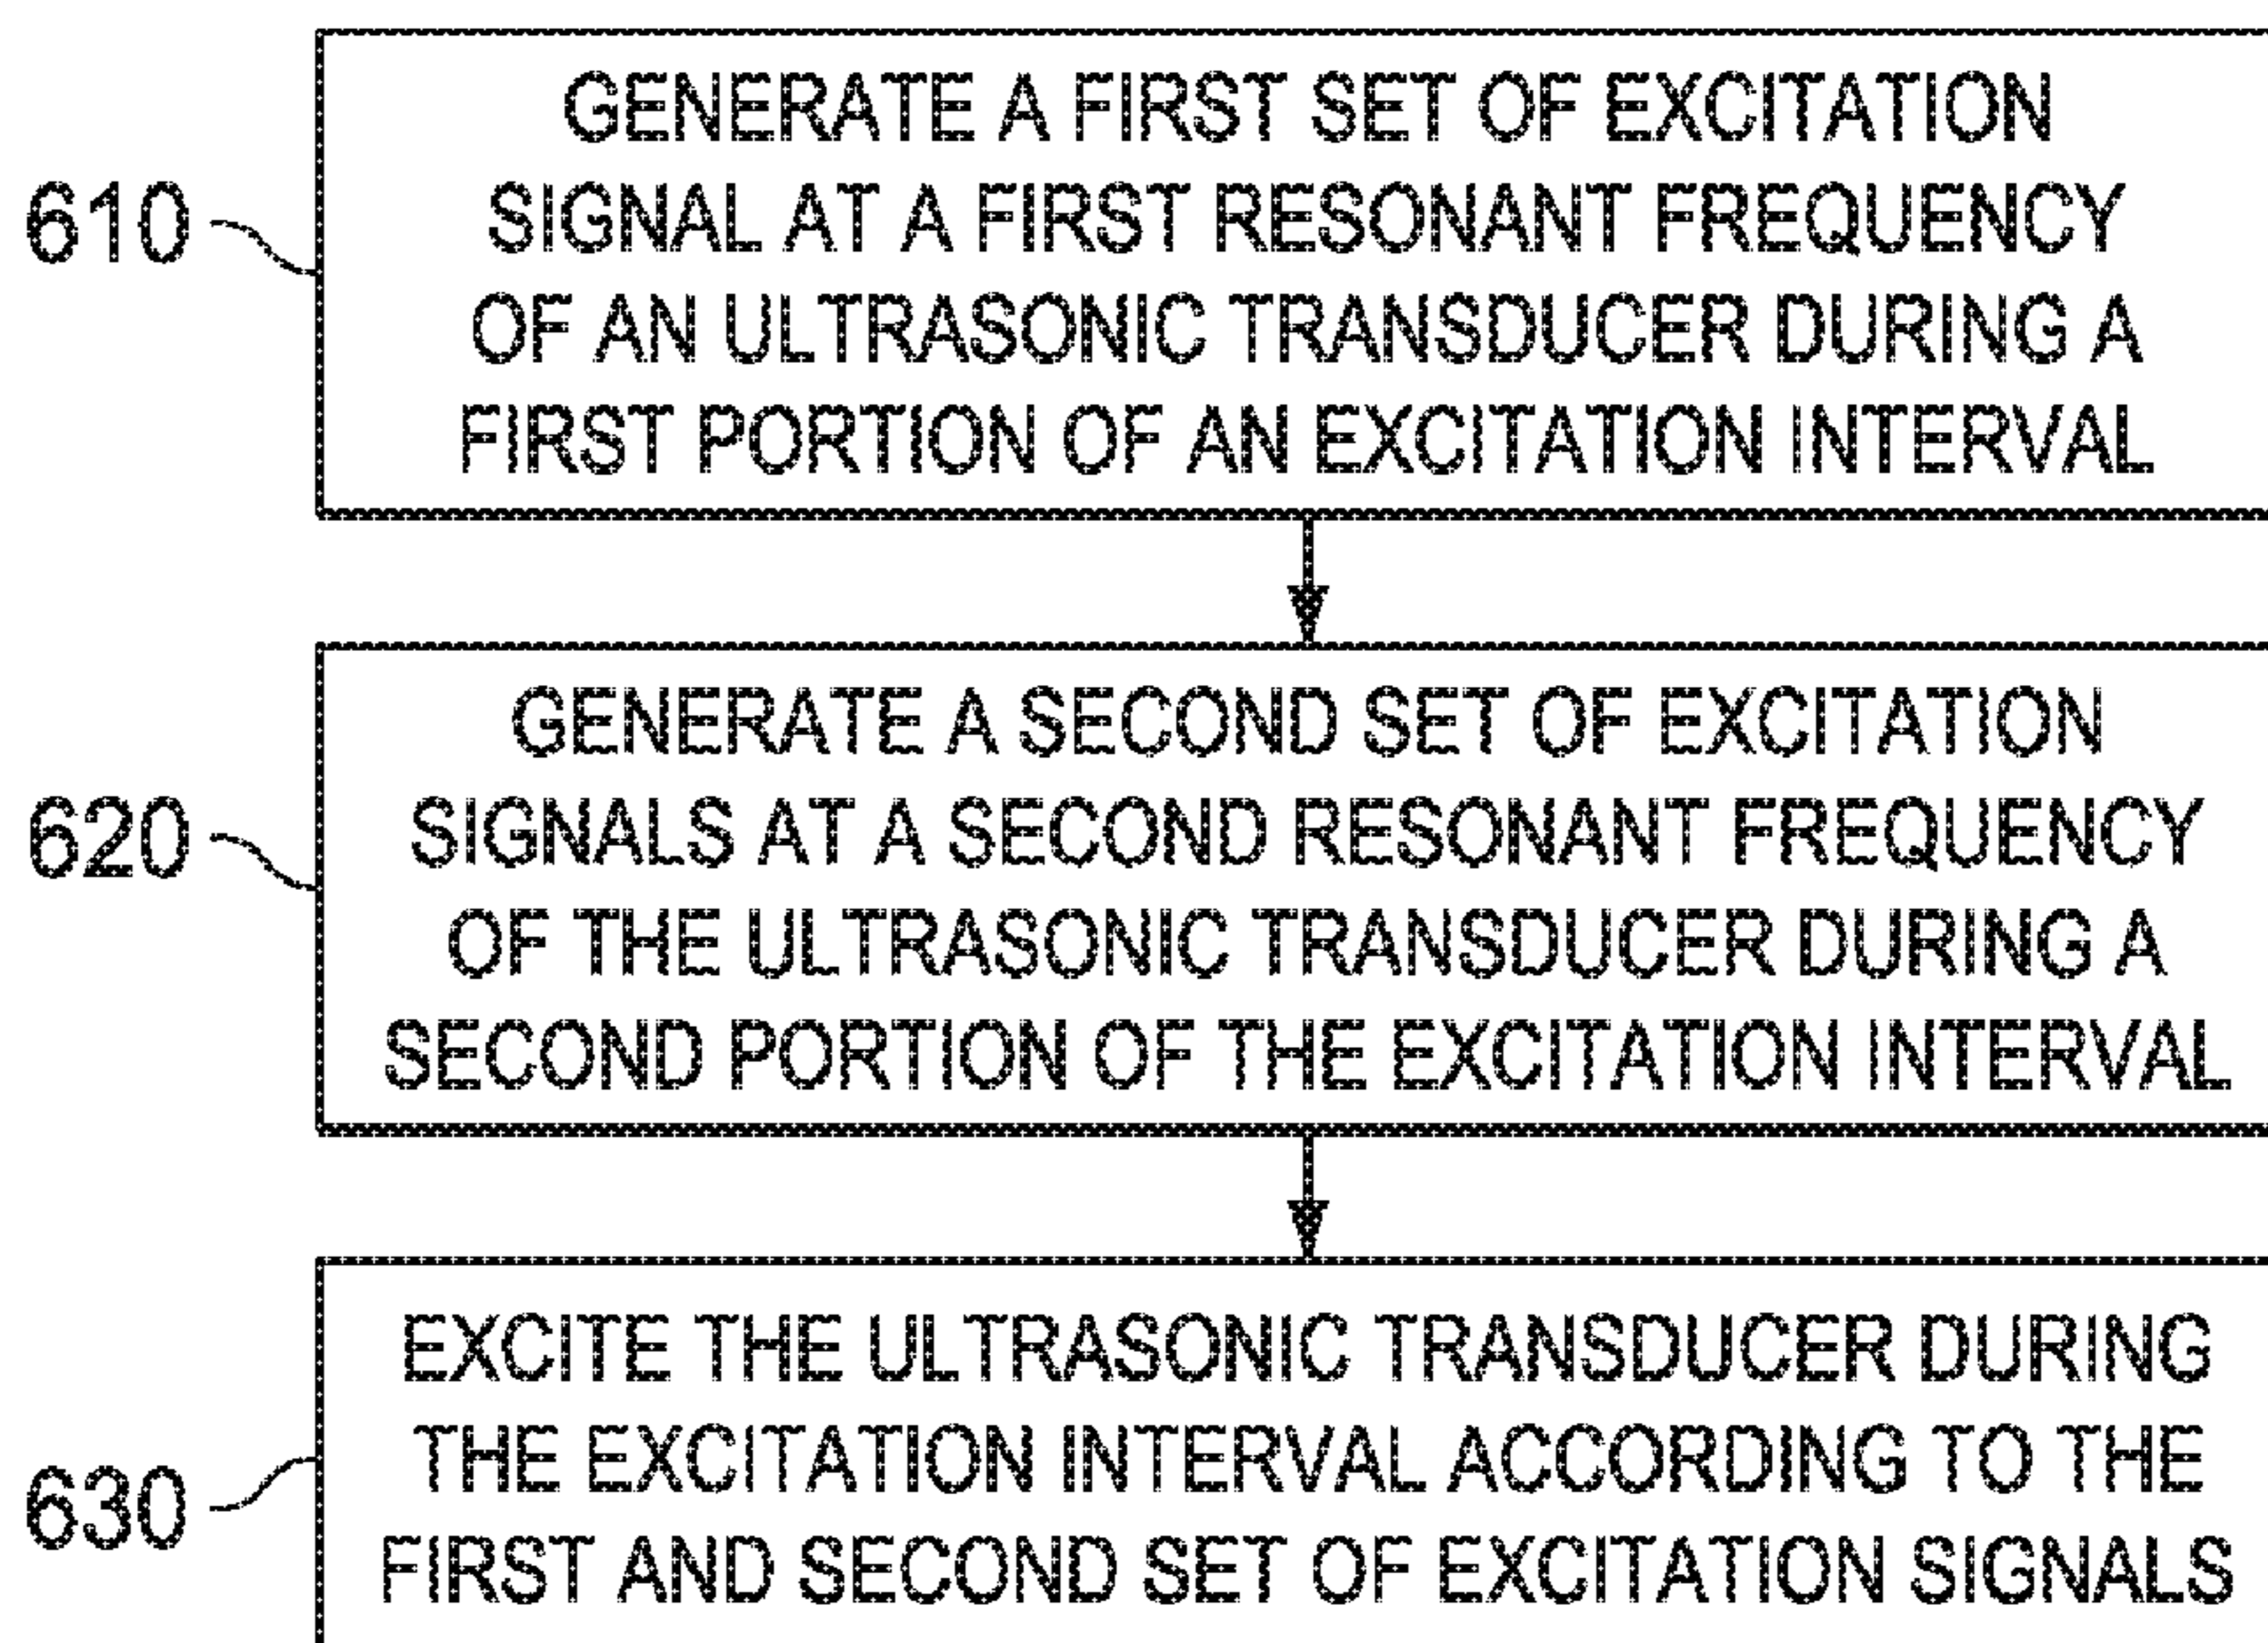 GENERATE A FIRST SET OF EXCITATION
610 SIGNAL AT A FIRST RESONANT FREQUENCY
OF AN ULTRASONIC TRANSDUCER DURING A
FIRST PORTION OF AN EXCITATION INTERVAL
GENERATE A SECOND SET OF EXCITATION
620 SIGNALS AT A SECOND RESONANT FREQUENCY
OF THE ULTRASONIC TRANSDUCER DURING A
SECOND PORTION OF THE EXCITATION INTERVAL
EXCITE THE ULTRASONIC TRANSDUCER DURING
THE EXCITATION INTERVAL ACCORDING TO THE
630 FIRST AND SECOND SET OF EXCITATION SIGNALS